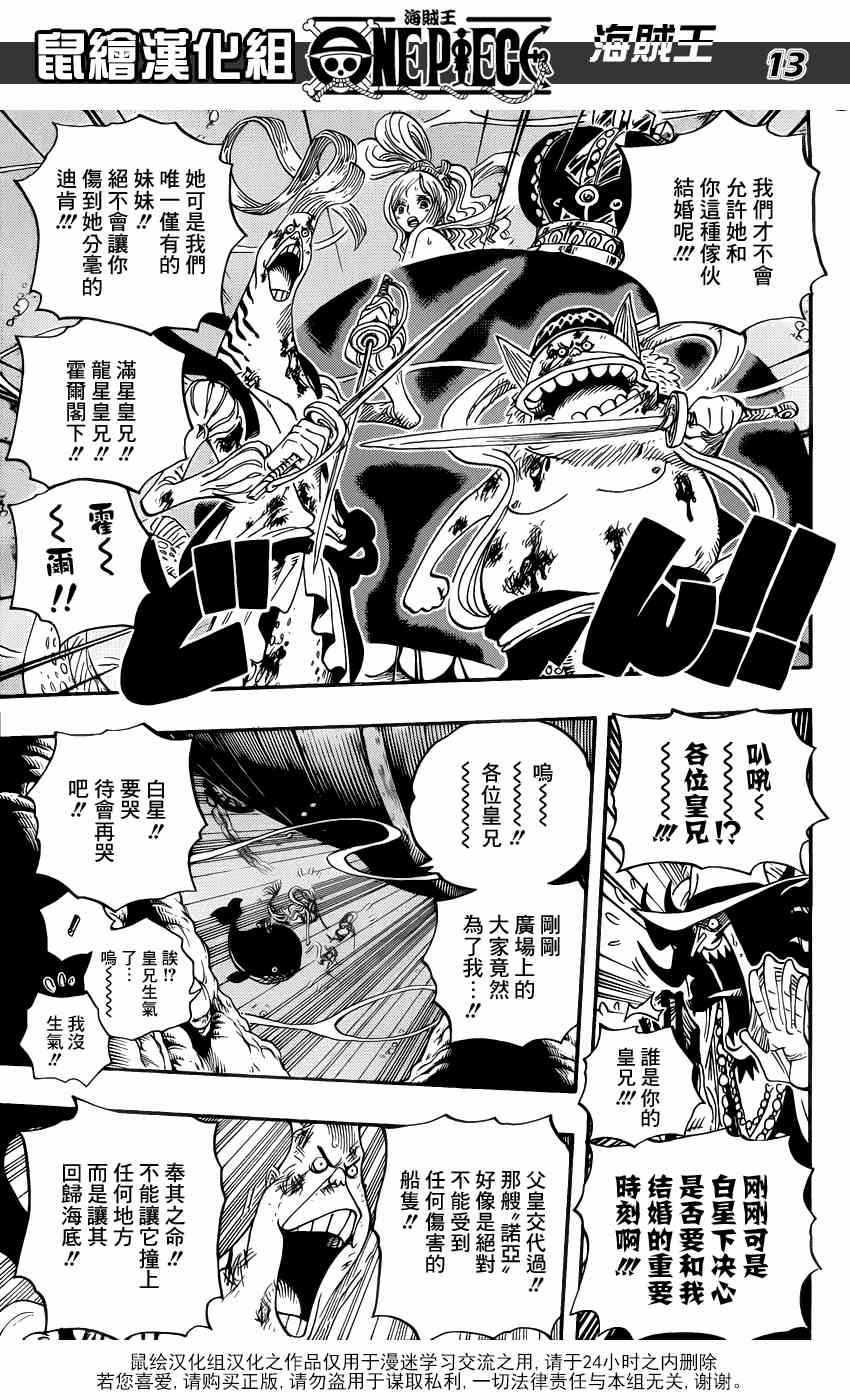 鼠繪漢化組
海賊王
ONE PIECE
海賊王
13
我們才不會
允許她和
你這種傢伙
結婚呢!!!
她可是我們
唯一僅有的
妹妹!!
絕不會讓你
傷到她分毫的
迪肯!!!
滿星皇兄!!
龍星皇兄!!
霍爾閣下!!
霍~
~爾!!
どん!!
叭吼~
~~~~!?
各位皇兄
~~~!!!
誰是你的
皇兄!!!
剛剛可是
白星下决心
是否要和我
结婚的重要
時刻啊!!!
嗚~
~~~~!!
各位皇兄
~~~~
剛剛
廣場上的
大家竟然
為了我…!!
白星!!
要哭
待會再哭
吧!!
誒!?
皇兄生氣
了…
嗚~~
!
我沒
生氣!!
父皇交代過!!
那艘“諾亞”
好像是絕對
不能受到
任何傷害的
船隻!!
奉其之命!!
不能讓它撞上
任何地方
而是讓其
回歸海底
鼠绘汉化组汉化之作品仅用于漫迷学习交流之用,请于24小时之内删除
若您喜爱,请购买正版,请勿盗用于谋取私利,一切法律责任与本组无关,谢谢。